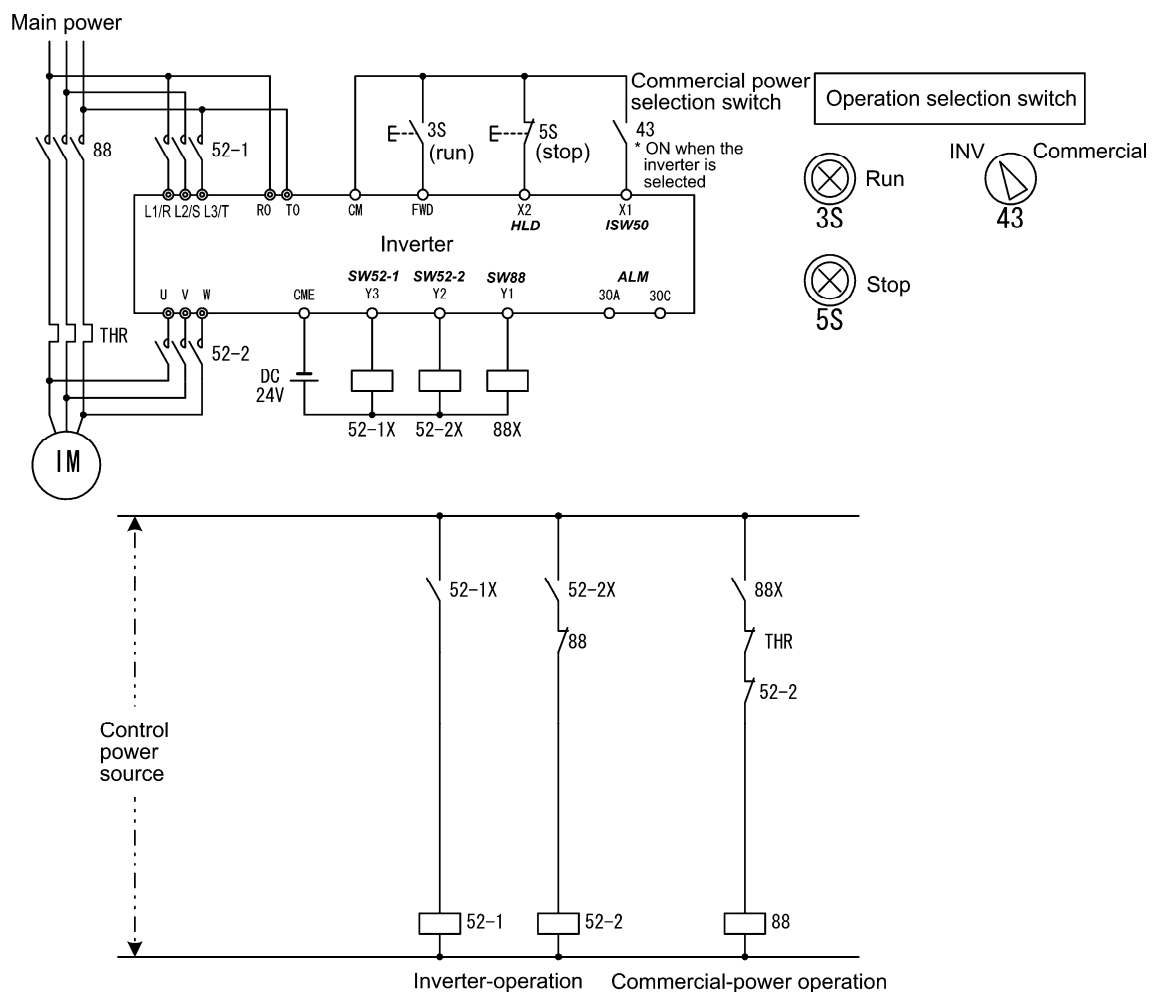 Main power
Commercial power
selection switch
Operation selection switch
88
52-1
3S
(run)
5S
(stop)
43
* ON when the
inverter is
selected
INV
Commercial
Run
3S
43
L1/R L2/S L3/T
R0
T0
CM
FWD
X2
HLD
X1
ISW50
Inverter
Stop
5S
SW52-1
SW52-2
SW88
ALM
U
V
W
CME
Y3
Y2
Y1
30A
30C
THR
52-2
DC
24V
52-1X
52-2X
88X
IM
52-1X
52-2X
88X
88
THR
52-2
Control
power
source
52-1
52-2
88
Inverter-operation
Commercial-power operation